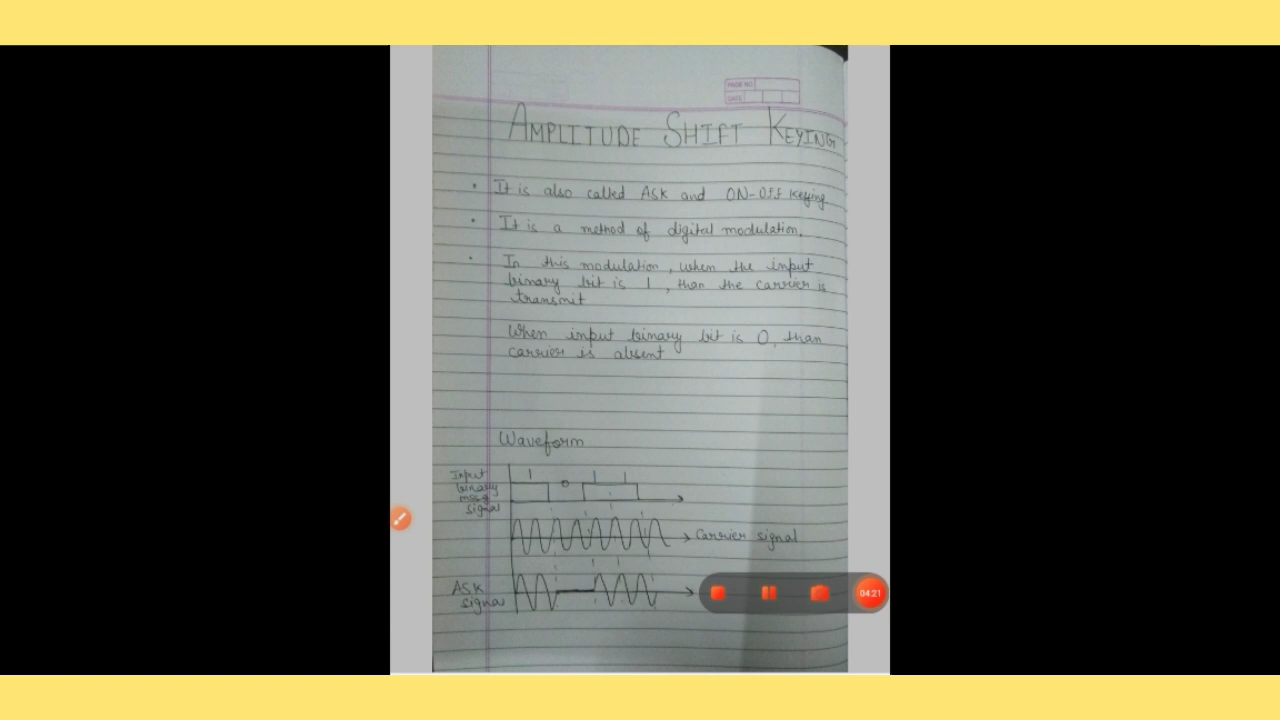 PAGE NO
DATE
AMPLITUDE SHIFT KEYING
• It is also called ASK and ON-OFF Keying
• It is a method of digital modulation.
• In this modulation, when the input
binary bit is 1, than the carrier is
transmit
When input binary bit is 0, than
carrier is absent
Waveform
Input
binary
mssg
signal
1 0 1 1
→ Carrier signal
ASK
signal
04:21